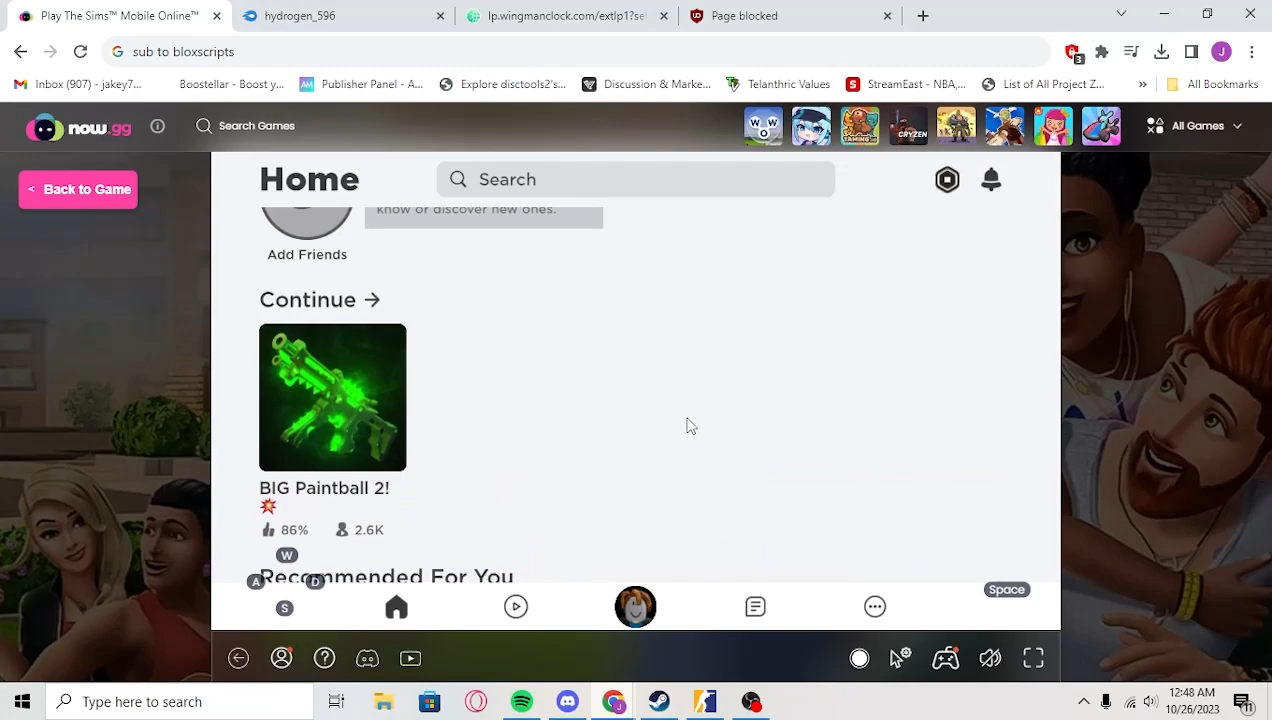 Play The Sims™ Mobile Online™
hydrogen_596
lp.wingmanclock.com/extlp1?sel
Page blocked
sub to bloxscripts
3
J
Inbox (907) - jakey7...
Boostellar - Boost y...
Publisher Panel - A...
Explore disctools2's...
Discussion & Marke...
Telanthric Values
StreamEast - NBA,...
List of All Project Z...
»
All Bookmarks
now.gg
Search Games
All Games
< Back to Game
Home
Search
know or discover new ones.
Add Friends
Continue →
BIG Paintball 2!
86%
2.6K
W
Recommended For You
A
D
S
Space
Type here to search
12:48 AM
10/26/2023